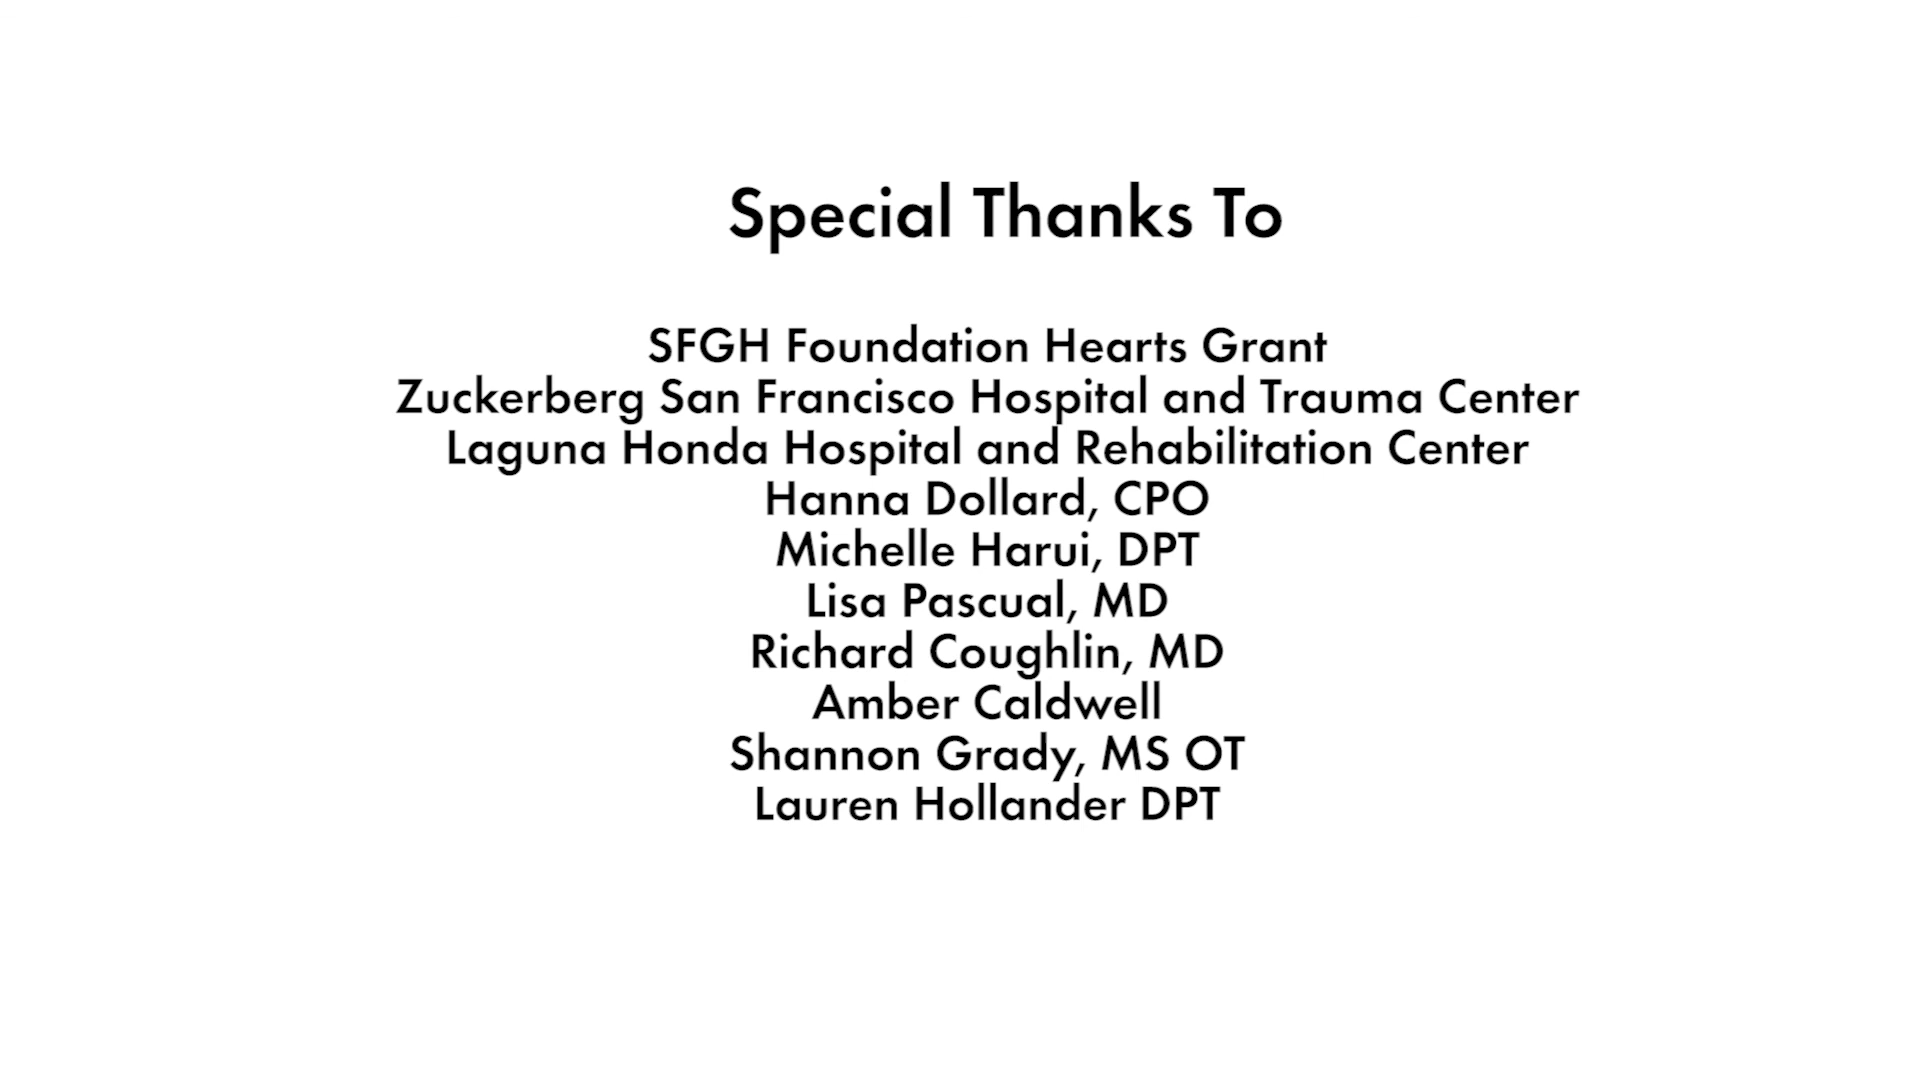 Special Thanks To
SFGH Foundation Hearts Grant
Zuckerberg San Francisco Hospital and Trauma Center
Laguna Honda Hospital and Rehabilitation Center
Hanna Dollard, CPO
Michelle Harui, DPT
Lisa Pascual, MD
Richard Coughlin, MD
Amber Caldwell
Shannon Grady, MS OT
Lauren Hollander DPT